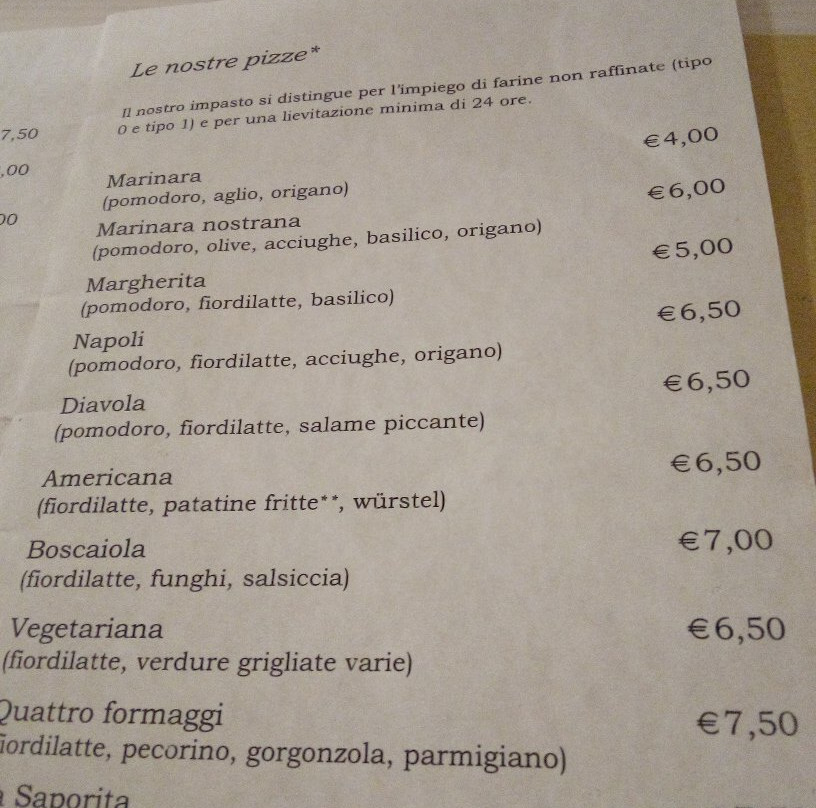 7,50
,00
00
Le nostre pizze*
Il nostro impasto si distingue per l'impiego di farine non raffinate (tipo
0 e tipo 1) e per una lievitazione minima di 24 ore.
Marinara €4,00
(pomodoro, aglio, origano)
Marinara nostrana €6,00
(pomodoro, olive, acciughe, basilico, origano)
Margherita €5,00
(pomodoro, fiordilatte, basilico)
Napoli €6,50
(pomodoro, fiordilatte, acciughe, origano)
Diavola €6,50
(pomodoro, fiordilatte, salame piccante)
Americana €6,50
(fiordilatte, patatine fritte**, würstel)
Boscaiola €7,00
(fiordilatte, funghi, salsiccia)
Vegetariana €6,50
(fiordilatte, verdure grigliate varie)
Quattro formaggi €7,50
iordilatte, pecorino, gorgonzola, parmigiano)
a Saporita